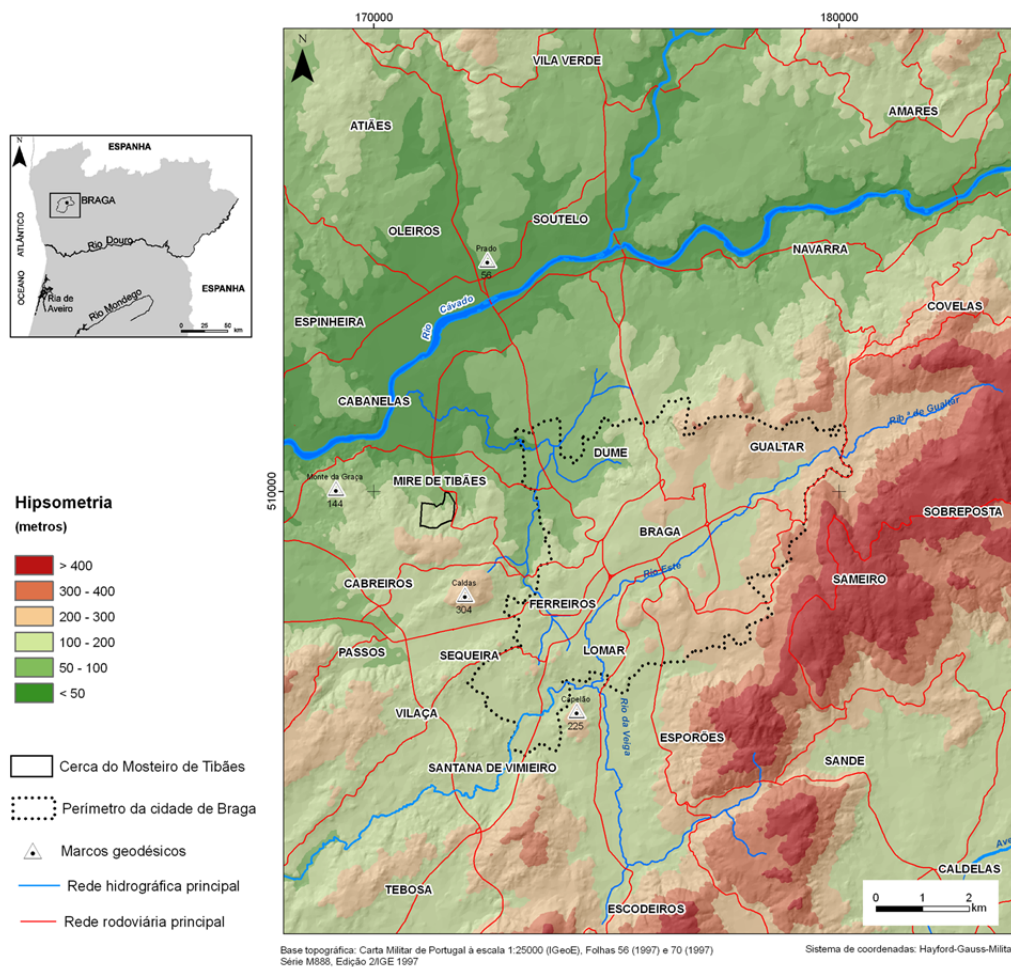 170000
180000
N
VILA VERDE
ATIÃES
AMARES
OLEIROS
SOUTELO
NAVARRA
Prado
56
ESPINHEIRA
Rio Cávado
COVELAS
CABANELAS
Ribª de Gualtar
DUME
GUALTAR
Monte da Graça
144
MIRE DE TIBÃES
510000
BRAGA
SOBREPOSTA
Rio Este
SAMEIRO
CABREIROS
Caldas
304
FERREIROS
PASSOS
SEQUEIRA
LOMAR
Capelão
225
VILAÇA
Rio da Veiga
ESPORÕES
SANTANA DE VIMIEIRO
SANDE
TEBOSA
ESCODEIROS
CALDELAS
Ave
0 1 2
km
N
ESPANHA
BRAGA
OCEANO ATLÂNTICO
Rio Douro
ESPANHA
Ria de
Aveiro
Rio Mondego
0 25 50
km
Hipsometria
(metros)
> 400
300 - 400
200 - 300
100 - 200
50 - 100
< 50
Cerca do Mosteiro de Tibães
Perímetro da cidade de Braga
Marcos geodésicos
Rede hidrográfica principal
Rede rodoviária principal
Base topográfica: Carta Militar de Portugal à escala 1:25000 (IGeoE), Folhas 56 (1997) e 70 (1997)
Série M888, Edição 2/IGE 1997
Sistema de coordenadas: Hayford-Gauss-Milita